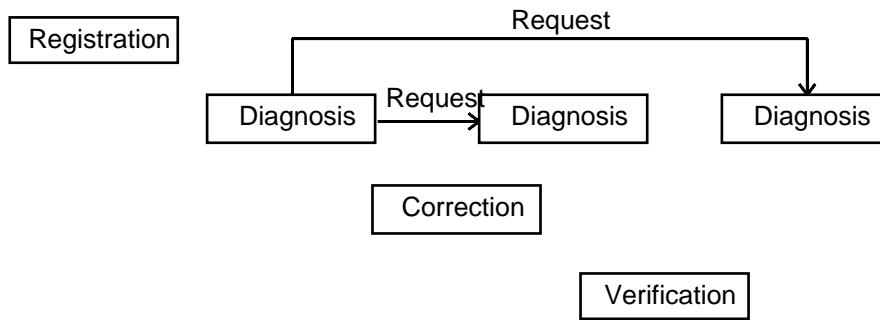 Request
Registration
Request
Diagnosis
Diagnosis
Diagnosis
Correction
Verification